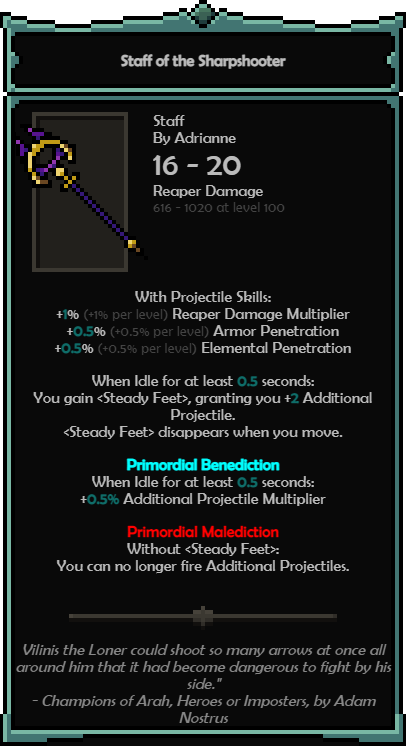 Staff of the Sharpshooter
Staff
By Adrianne
16 - 20
Reaper Damage
616 - 1020 at level 100
With Projectile Skills:
+1% (+1% per level) Reaper Damage Multiplier
+0.5% (+0.5% per level) Armor Penetration
+0.5% (+0.5% per level) Elemental Penetration
When Idle for at least 0.5 seconds:
You gain <Steady Feet>, granting you +2 Additional
Projectile.
<Steady Feet> disappears when you move.
Primordial Benediction
When Idle for at least 0.5 seconds:
+0.5% Additional Projectile Multiplier
Primordial Malediction
Without <Steady Feet>:
You can no longer fire Additional Projectiles.
Vilinis the Loner could shoot so many arrows at once all
around him that it had become dangerous to fight by his
side."
- Champions of Arah, Heroes or Imposters, by Adam
Nostrus